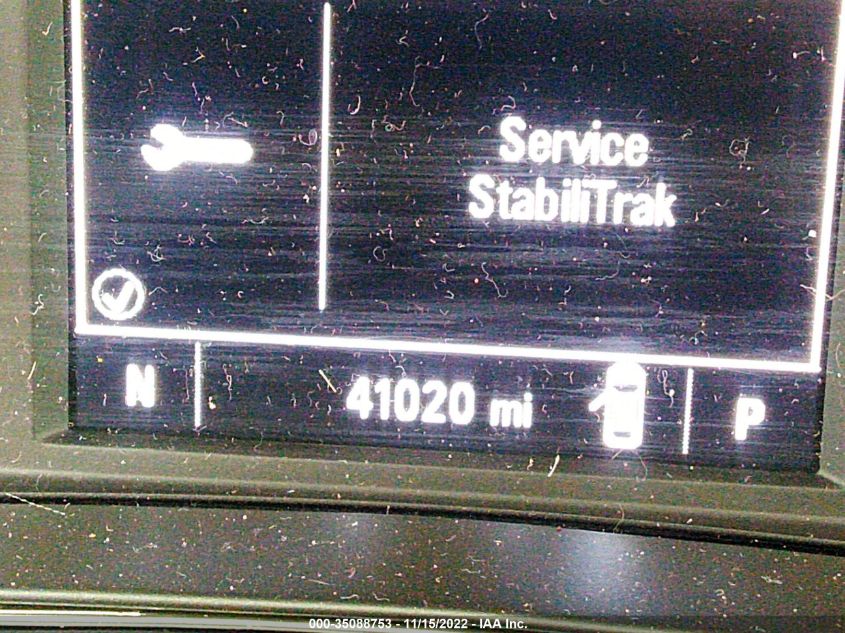 Service
StabiliTrak
N 41020 mi P
000-35088753 - 11/15/2022 - IAA Inc.